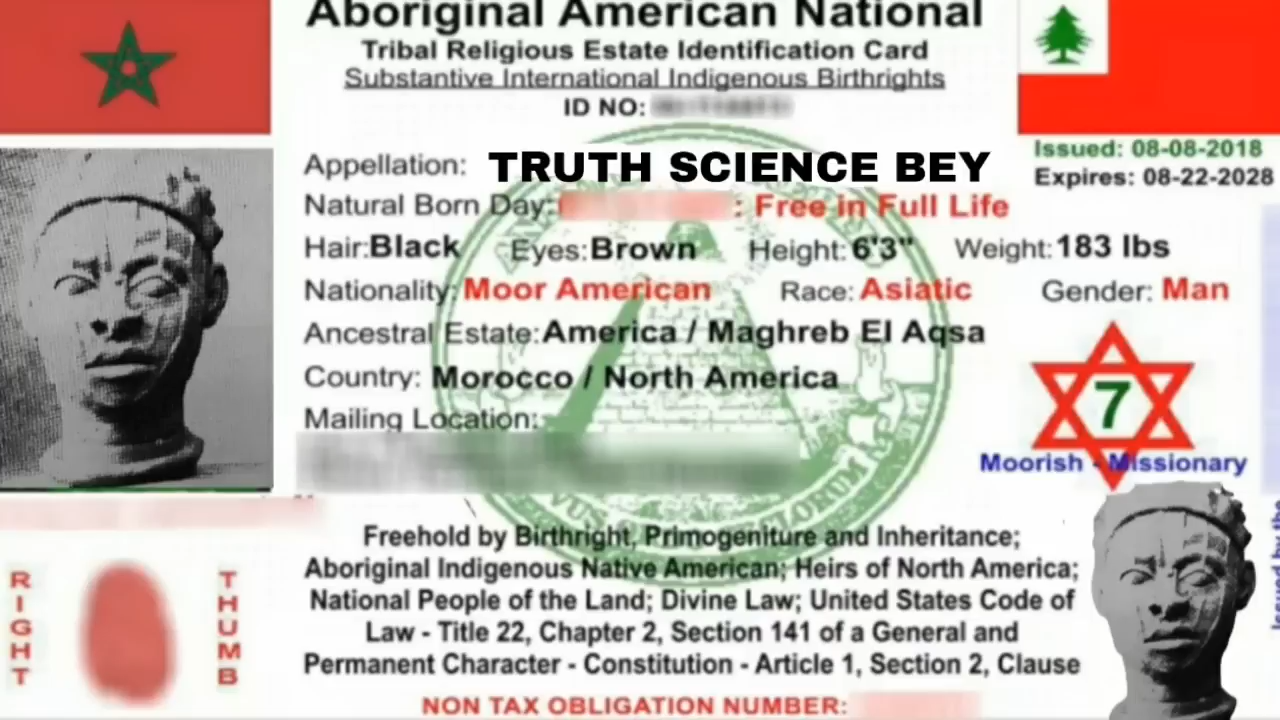 Aboriginal American National
Tribal Religious Estate Identification Card
Substantive International Indigenous Birthrights
ID NO:
Issued: 08-08-2018
Expires: 08-22-2028
Appellation: TRUTH SCIENCE BEY
Natural Born Day: : Free in Full Life
Hair:Black Eyes:Brown Height: 6'3" Weight: 183 lbs
Nationality: Moor American Race: Asiatic Gender: Man
Ancestral Estate: America / Maghreb El Aqsa
Country: Morocco / North America
Mailing Location:
7
Moorish - Missionary
RIGHT THUMB
Freehold by Birthright, Primogeniture and Inheritance;
Aboriginal Indigenous Native American; Heirs of North America;
National People of the Land; Divine Law; United States Code of
Law - Title 22, Chapter 2, Section 141 of a General and
Permanent Character - Constitution - Article 1, Section 2, Clause
NON TAX OBLIGATION NUMBER: